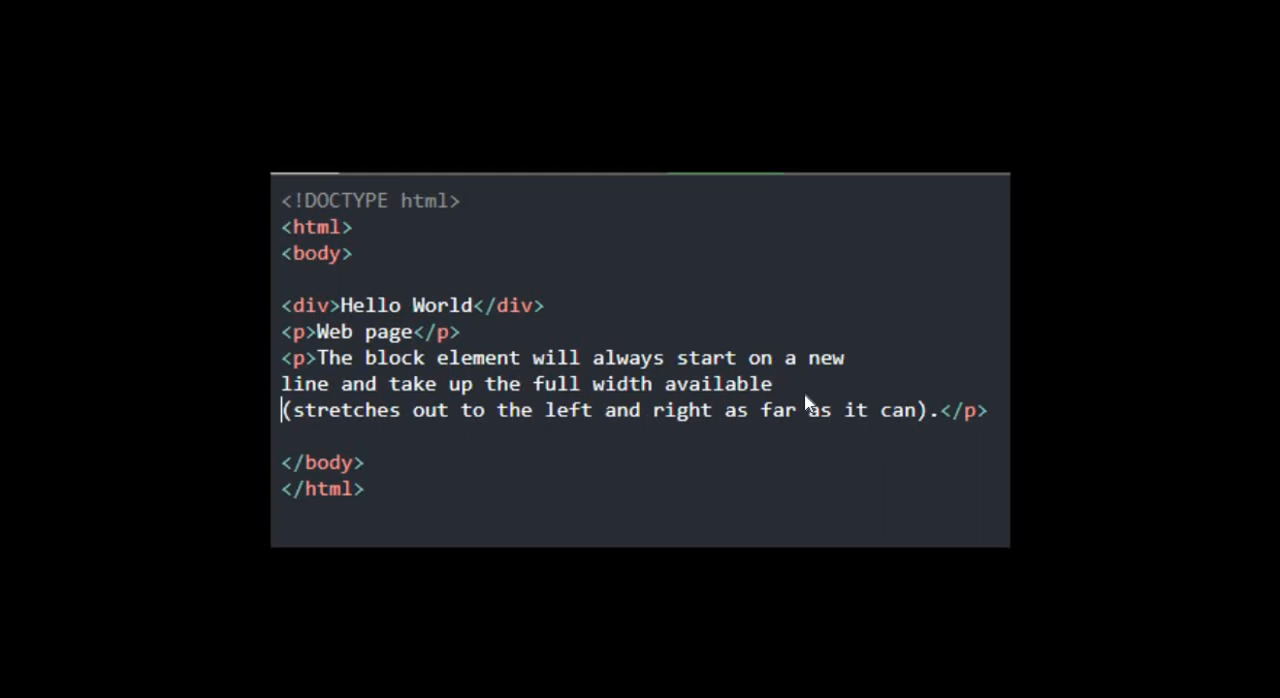 <!DOCTYPE html>
<html>
<body>
<div>Hello World</div>
<p>Web page</p>
<p>The block element will always start on a new
line and take up the full width available
(stretches out to the left and right as far as it can).</p>
</body>
</html>